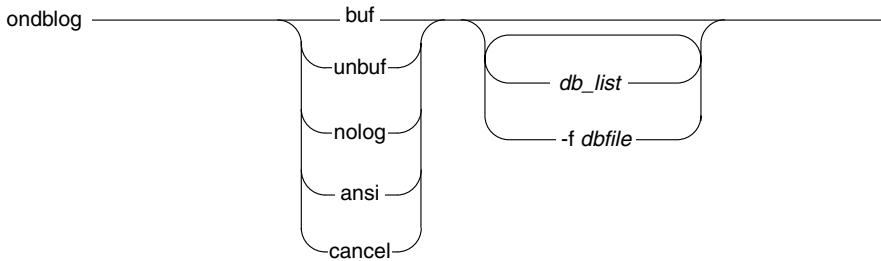 ondblog
buf
unbuf
nolog
ansi
cancel
db_list
-f dbfile